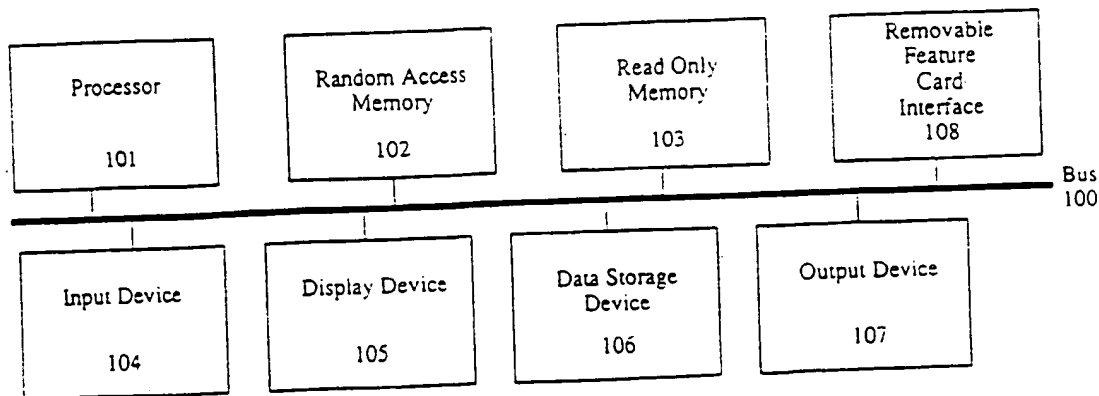 Processor
101
Random Access
Memory
102
Read Only
Memory
103
Removable
Feature
Card
Interface
108
Bus
100
Input Device
104
Display Device
105
Data Storage
Device
106
Output Device
107